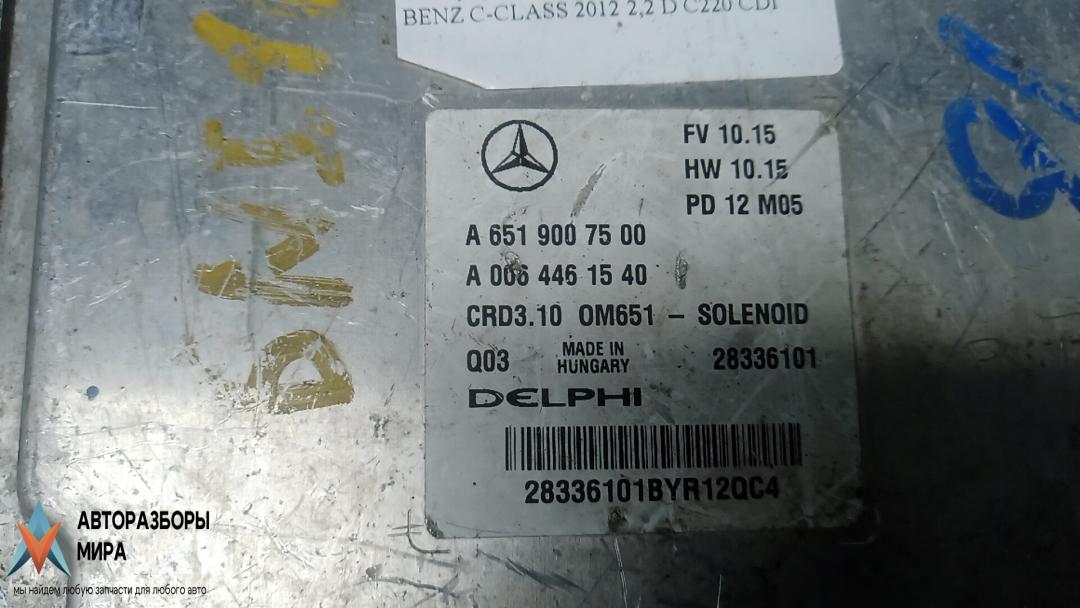 BENZ C-CLASS 2012 2,2 D C220 CDI
FV 10.15
HW 10.15
PD 12 M05
A 651 900 75 00
A 006 446 15 40
CRD3.10 OM651 – SOLENOID
Q03 MADE IN HUNGARY 28336101
DELPHI
28336101BYR12QC4
АВТОРАЗБОРЫ
МИРА
мы найдем любую запчасти для любого авто